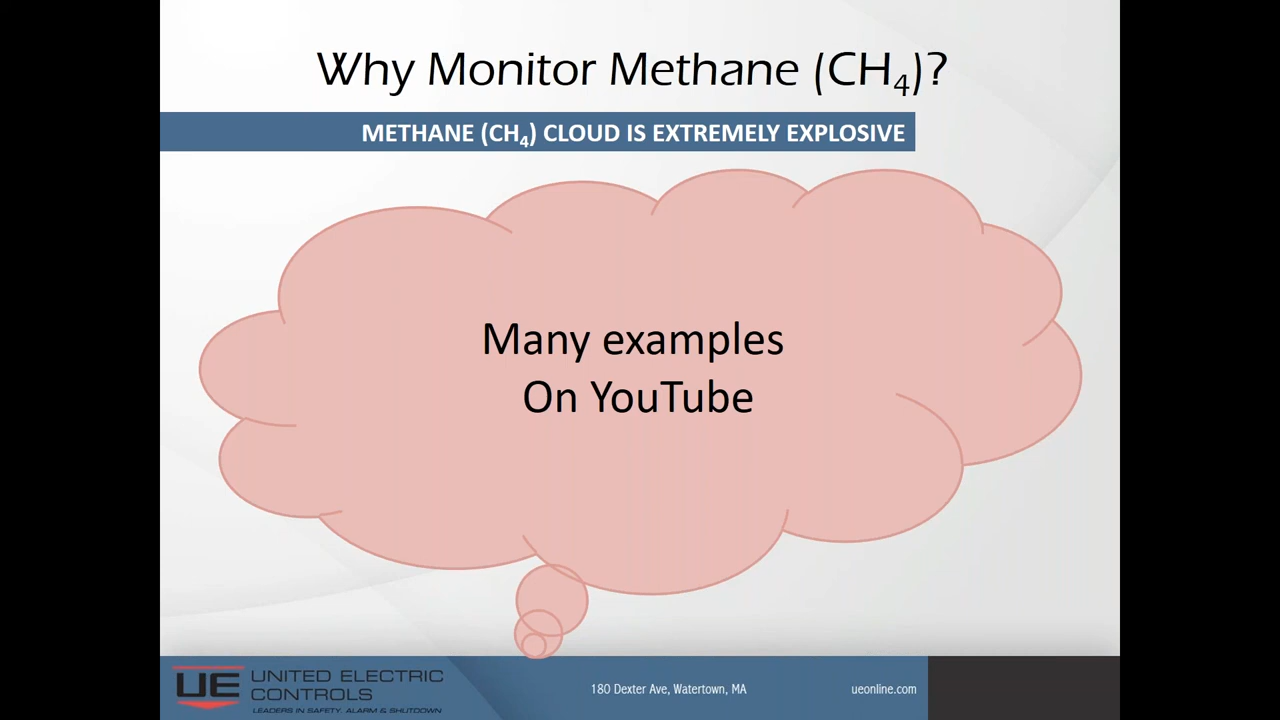 Why Monitor Methane (CH₄)?
METHANE (CH₄) CLOUD IS EXTREMELY EXPLOSIVE
Many examples
On YouTube
UE
UNITED ELECTRIC
CONTROLS
LEADERS IN SAFETY, ALARM & SHUTDOWN
180 Dexter Ave, Watertown, MA
ueonline.com